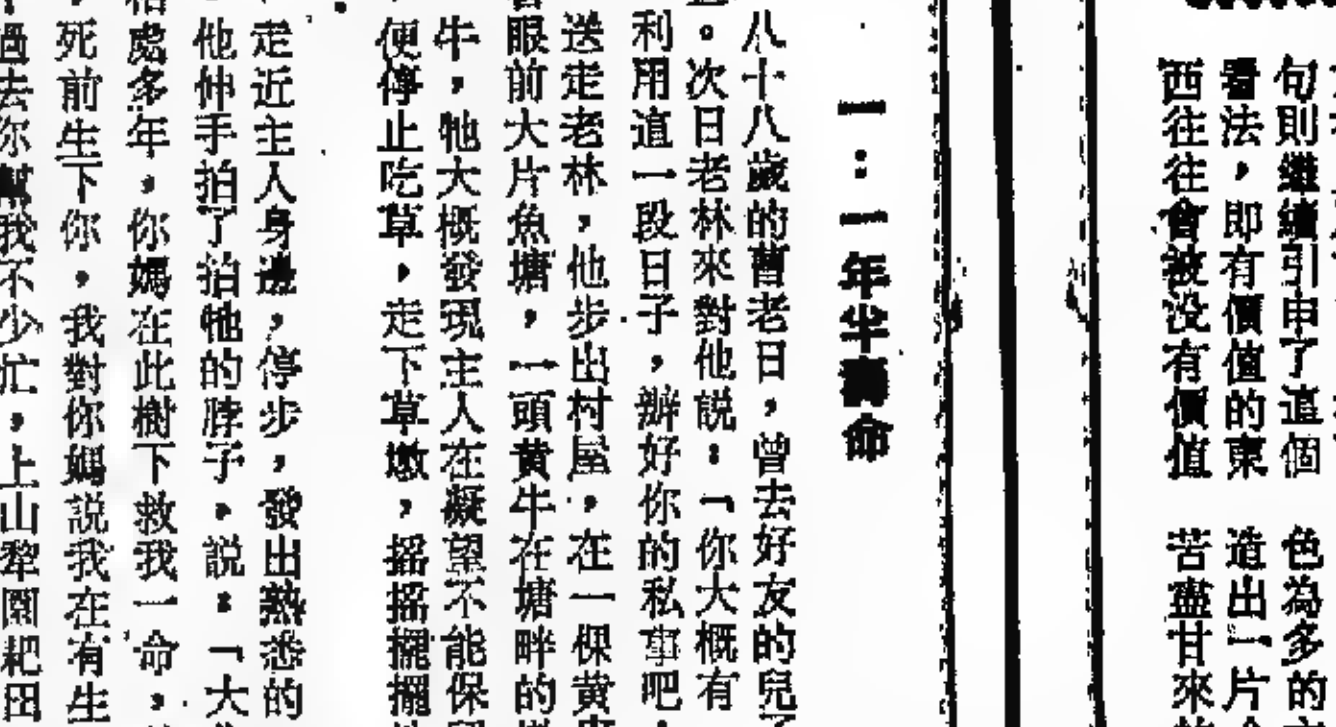 句則繼續引申了這個
看法，即有價值的東
西往往會被没有價值
色為多的
造出一片
苦盡甘來
一：一年半壽命
八十八歲的曹老日，曾去好友的兒
。次日老林來對他説：「你大概有
利用這一段日子，辦好你的私事吧，
送走老林，他步出村屋，在一棵黄
眼前大片魚塘，一頭黄牛在塘畔的
牛，牠大概發現主人在凝望不能保
便停止吃草，走下草墩，搖搖擺擺
走近主人身邊，停步，發出熟悉的
他伸手拍了拍牠的脖子，説：「大
相處多年，你媽在此樹下救我一命，
死前生下你，我對你媽説我在有生
過去你幫我不少忙，上山犁園耙田